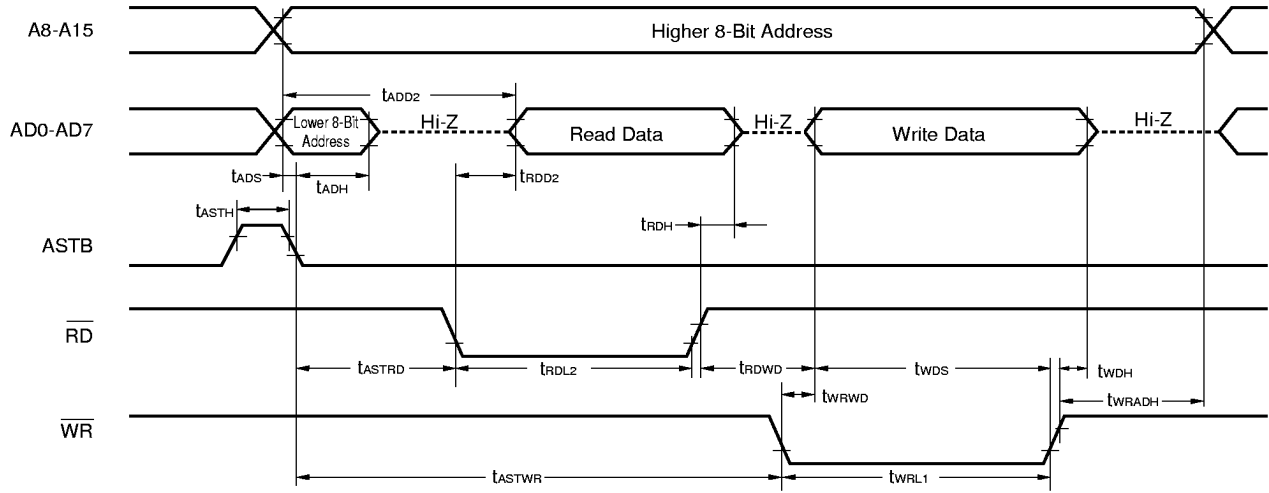 A8-A15
Higher 8-Bit Address
tADD2
AD0-AD7
Lower 8-Bit
Address
Hi-Z
Read Data
Hi-Z
Write Data
Hi-Z
tADS
tADH
tRDD2
tASTH
tRDH
ASTB
RD
tASTRD
tRDL2
tRDWD
tWDS
tWDH
tWRWD
tWRADH
WR
tASTWR
tWRL1